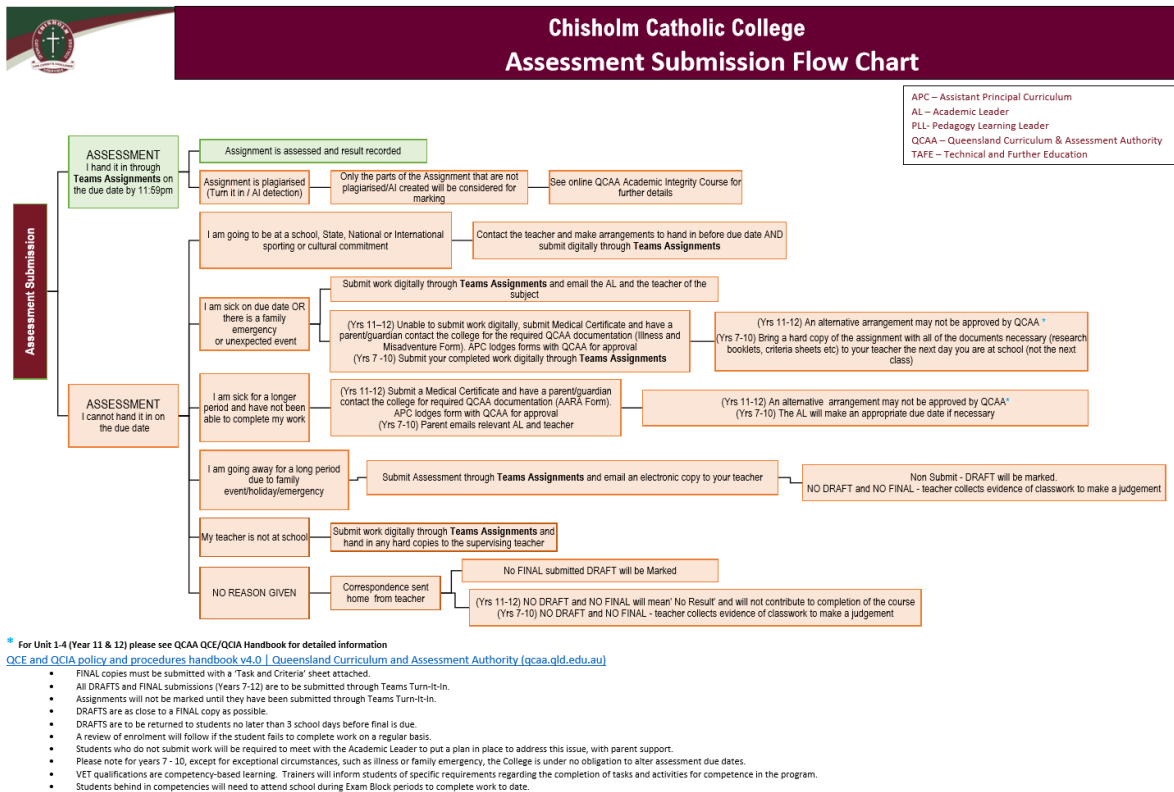 Chisholm Catholic College
Assessment Submission Flow Chart
APC – Assistant Principal Curriculum
AL – Academic Leader
PLL- Pedagogy Learning Leader
QCAA – Queensland Curriculum & Assessment Authority
TAFE – Technical and Further Education
Assessment Submission
ASSESSMENT
I hand it in through
Teams Assignments on
the due date by 11:59pm
Assignment is assessed and result recorded
Assignment is plagiarised
(Turn it in / AI detection)
Only the parts of the Assignment that are not
plagiarised/AI created will be considered for
marking
See online QCAA Academic Integrity Course for
further details
ASSESSMENT
I cannot hand it in on
the due date
I am going to be at a school, State, National or International
sporting or cultural commitment
Contact the teacher and make arrangements to hand in before due date AND
submit digitally through Teams Assignments
I am sick on due date OR
there is a family
emergency
or unexpected event
Submit work digitally through Teams Assignments and email the AL and the teacher of the
subject
(Yrs 11–12) Unable to submit work digitally, submit Medical Certificate and have a
parent/guardian contact the college for the required QCAA documentation (Illness and
Misadventure Form). APC lodges forms with QCAA for approval
(Yrs 7 -10) Submit your completed work digitally through Teams Assignments
(Yrs 11-12) An alternative arrangement may not be approved by QCAA *
(Yrs 7-10) Bring a hard copy of the assignment with all of the documents necessary (research
booklets, criteria sheets etc) to your teacher the next day you are at school (not the next
class)
I am sick for a longer
period and have not been
able to complete my work
(Yrs 11-12) Submit a Medical Certificate and have a parent/guardian
contact the college for required QCAA documentation (AARA Form).
APC lodges form with QCAA for approval
(Yrs 7-10) Parent emails relevant AL and teacher
(Yrs 11-12) An alternative arrangement may not be approved by QCAA*
(Yrs 7-10) The AL will make an appropriate due date if necessary
I am going away for a long period
due to family
event/holiday/emergency
Submit Assessment through Teams Assignments and email an electronic copy to your teacher
Non Submit - DRAFT will be marked.
NO DRAFT and NO FINAL - teacher collects evidence of classwork to make a judgement
My teacher is not at school
Submit work digitally through Teams Assignments and
hand in any hard copies to the supervising teacher
NO REASON GIVEN
Correspondence sent
home from teacher
No FINAL submitted DRAFT will be Marked
(Yrs 11-12) NO DRAFT and NO FINAL will mean' No Result' and will not contribute to completion of the course
(Yrs 7-10) NO DRAFT and NO FINAL - teacher collects evidence of classwork to make a judgement
* For Unit 1-4 (Year 11 & 12) please see QCAA QCE/QCIA Handbook for detailed information
QCE and QCIA policy and procedures handbook v4.0 | Queensland Curriculum and Assessment Authority (qcaa.qld.edu.au)
• FINAL copies must be submitted with a 'Task and Criteria' sheet attached.
• All DRAFTS and FINAL submissions (Years 7-12) are to be submitted through Teams Turn-It-In.
• Assignments will not be marked until they have been submitted through Teams Turn-It-In.
• DRAFTS are as close to a FINAL copy as possible.
• DRAFTS are to be returned to students no later than 3 school days before final is due.
• A review of enrolment will follow if the student fails to complete work on a regular basis.
• Students who do not submit work will be required to meet with the Academic Leader to put a plan in place to address this issue, with parent support.
• Please note for years 7 - 10, except for exceptional circumstances, such as illness or family emergency, the College is under no obligation to alter assessment due dates.
• VET qualifications are competency-based learning. Trainers will inform students of specific requirements regarding the completion of tasks and activities for competence in the program.
• Students behind in competencies will need to attend school during Exam Block periods to complete work to date.